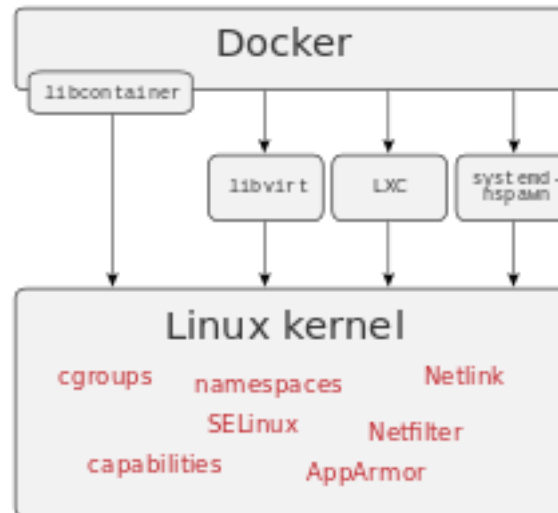 Docker
libcontainer
libvirt
LXC
systemd-
nspawn
Linux kernel
cgroups
namespaces
Netlink
SELinux
Netfilter
capabilities
AppArmor